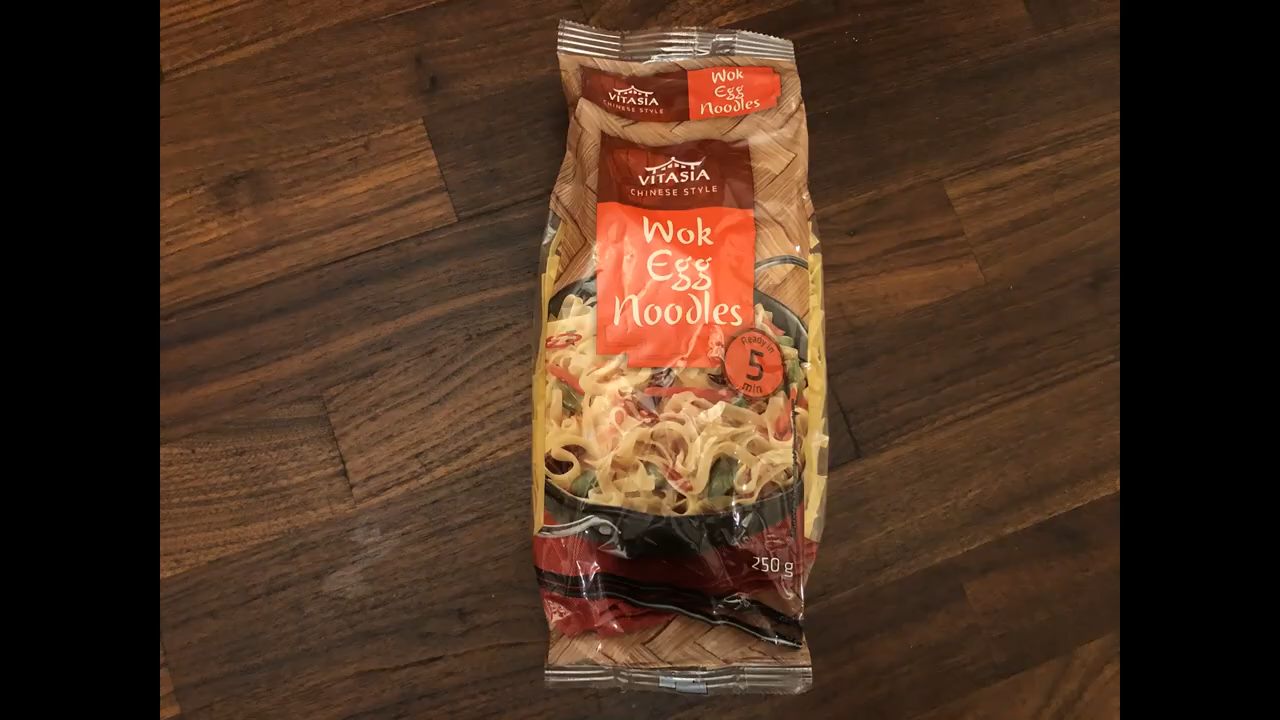 VITASIA
CHINESE STYLE
Wok
Egg
Noodles
VITASIA
CHINESE STYLE
Wok
Egg
Noodles
Ready in
5
min
250 g